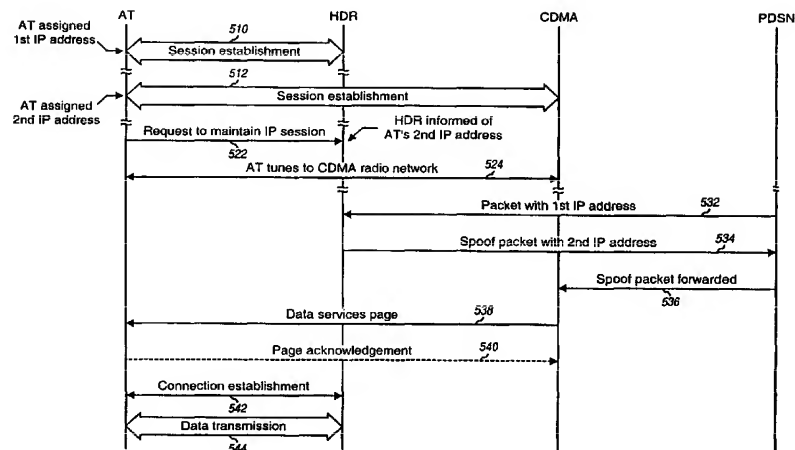 AT
HDR
CDMA
PDSN
AT assigned
1st IP address
510
Session establishment
512
Session establishment
AT assigned
2nd IP address
Request to maintain IP session
522
HDR informed of
AT's 2nd IP address
AT tunes to CDMA radio network
524
Packet with 1st IP address
532
Spoof packet with 2nd IP address
534
Spoof packet forwarded
536
Data services page
538
Page acknowledgement
540
Connection establishment
542
Data transmission
544